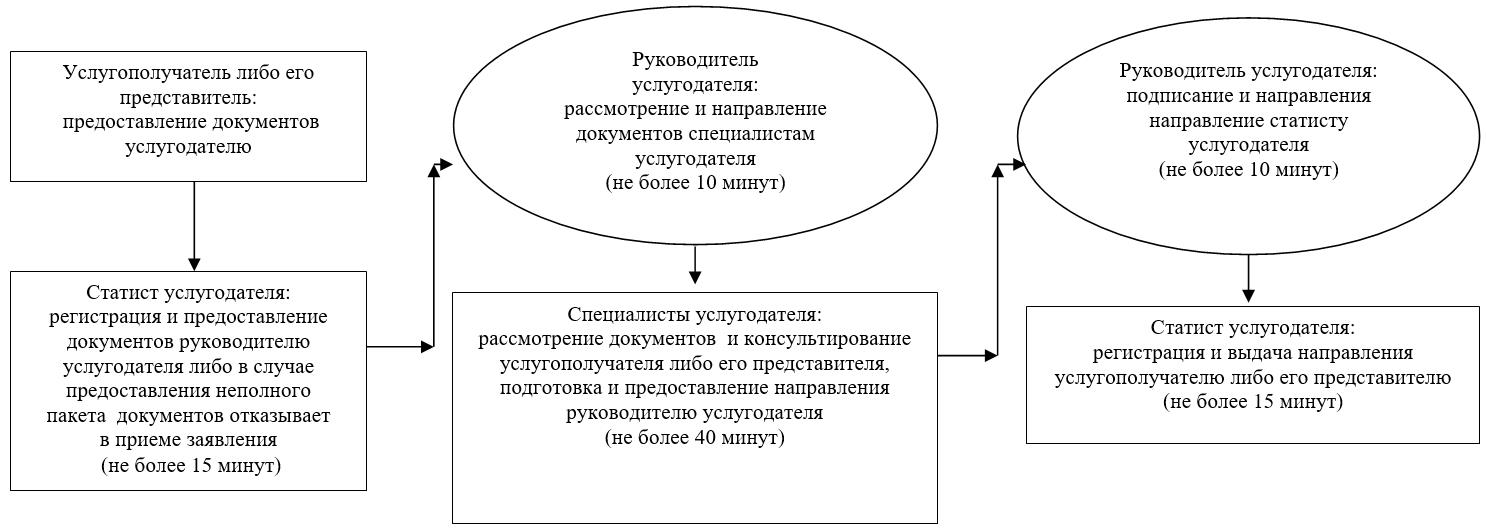 Услугополучатель либо его
представитель:
предоставление документов
услугодателю
Статист услугодателя:
регистрация и предоставление
документов руководителю
услугодателя либо в случае
предоставления неполного
пакета документов отказывает
в приеме заявления
(не более 15 минут)
Руководитель
услугодателя:
рассмотрение и направление
документов специалистам
услугодателя
(не более 10 минут)
Специалисты услугодателя:
рассмотрение документов и консультирование
услугополучателя либо его представителя,
подготовка и предоставление направления
руководителю услугодателя
(не более 40 минут)
Руководитель услугодателя:
подписание и направления
направление статисту
услугодателя
(не более 10 минут)
Статист услугодателя:
регистрация и выдача направления
услугополучателю либо его представителю
(не более 15 минут)